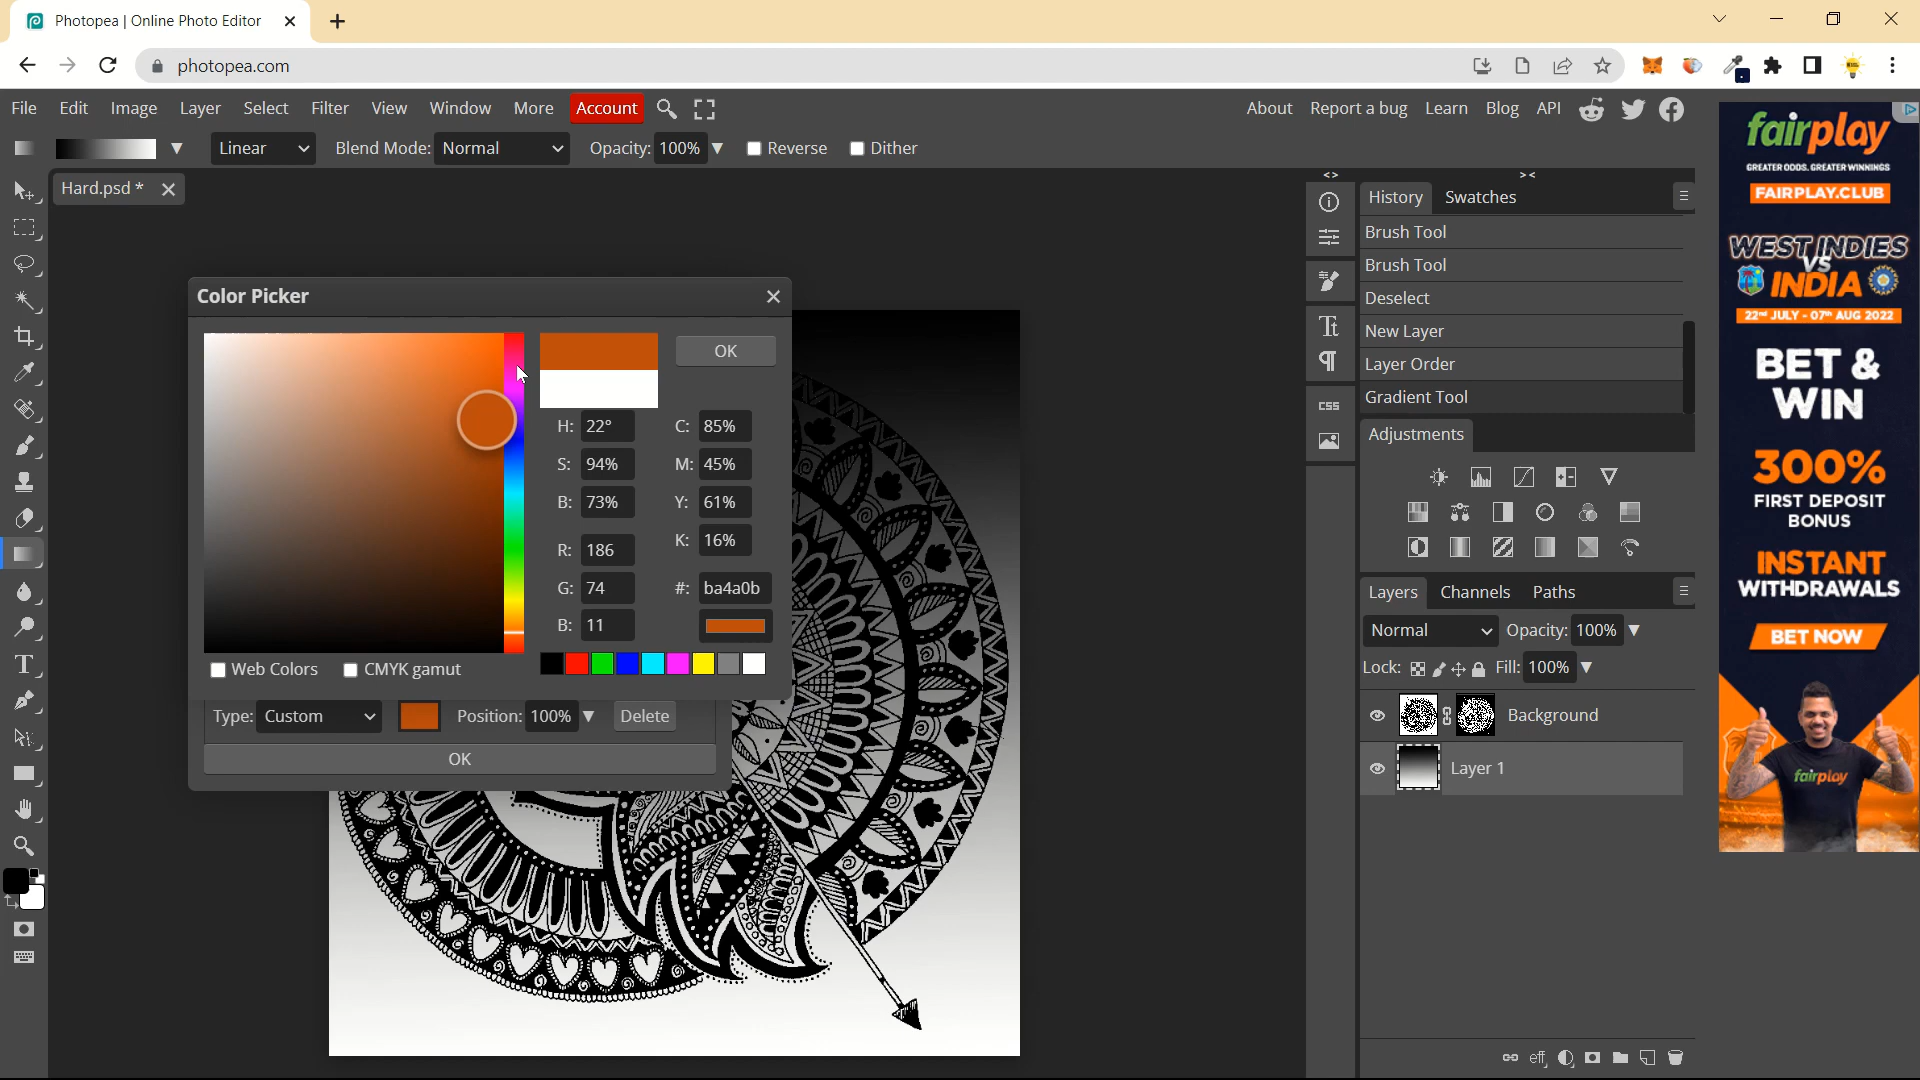 Photopea | Online Photo Editor
photopea.com
File Edit Image Layer Select Filter View Window More Account
About Report a bug Learn Blog API
Linear Blend Mode: Normal Opacity: 100% Reverse Dither
Hard.psd *
Color Picker
OK
H: 22° C: 85%
S: 94% M: 45%
B: 73% Y: 61%
K: 16%
R: 186
G: 74 #: ba4a0b
B: 11
Web Colors CMYK gamut
Type: Custom Position: 100% Delete
OK
CSS
History Swatches
Brush Tool
Brush Tool
Deselect
New Layer
Layer Order
Gradient Tool
Adjustments
Layers Channels Paths
Normal Opacity: 100%
Lock: Fill: 100%
Background
Layer 1
eff
fairplay
GREATER ODDS. GREATER WINNINGS
FAIRPLAY.CLUB
WEST INDIES
VS
INDIA
22nd JULY - 07th AUG 2022
BET &
WIN
300%
FIRST DEPOSIT
BONUS
INSTANT
WITHDRAWALS
BET NOW
fairplay